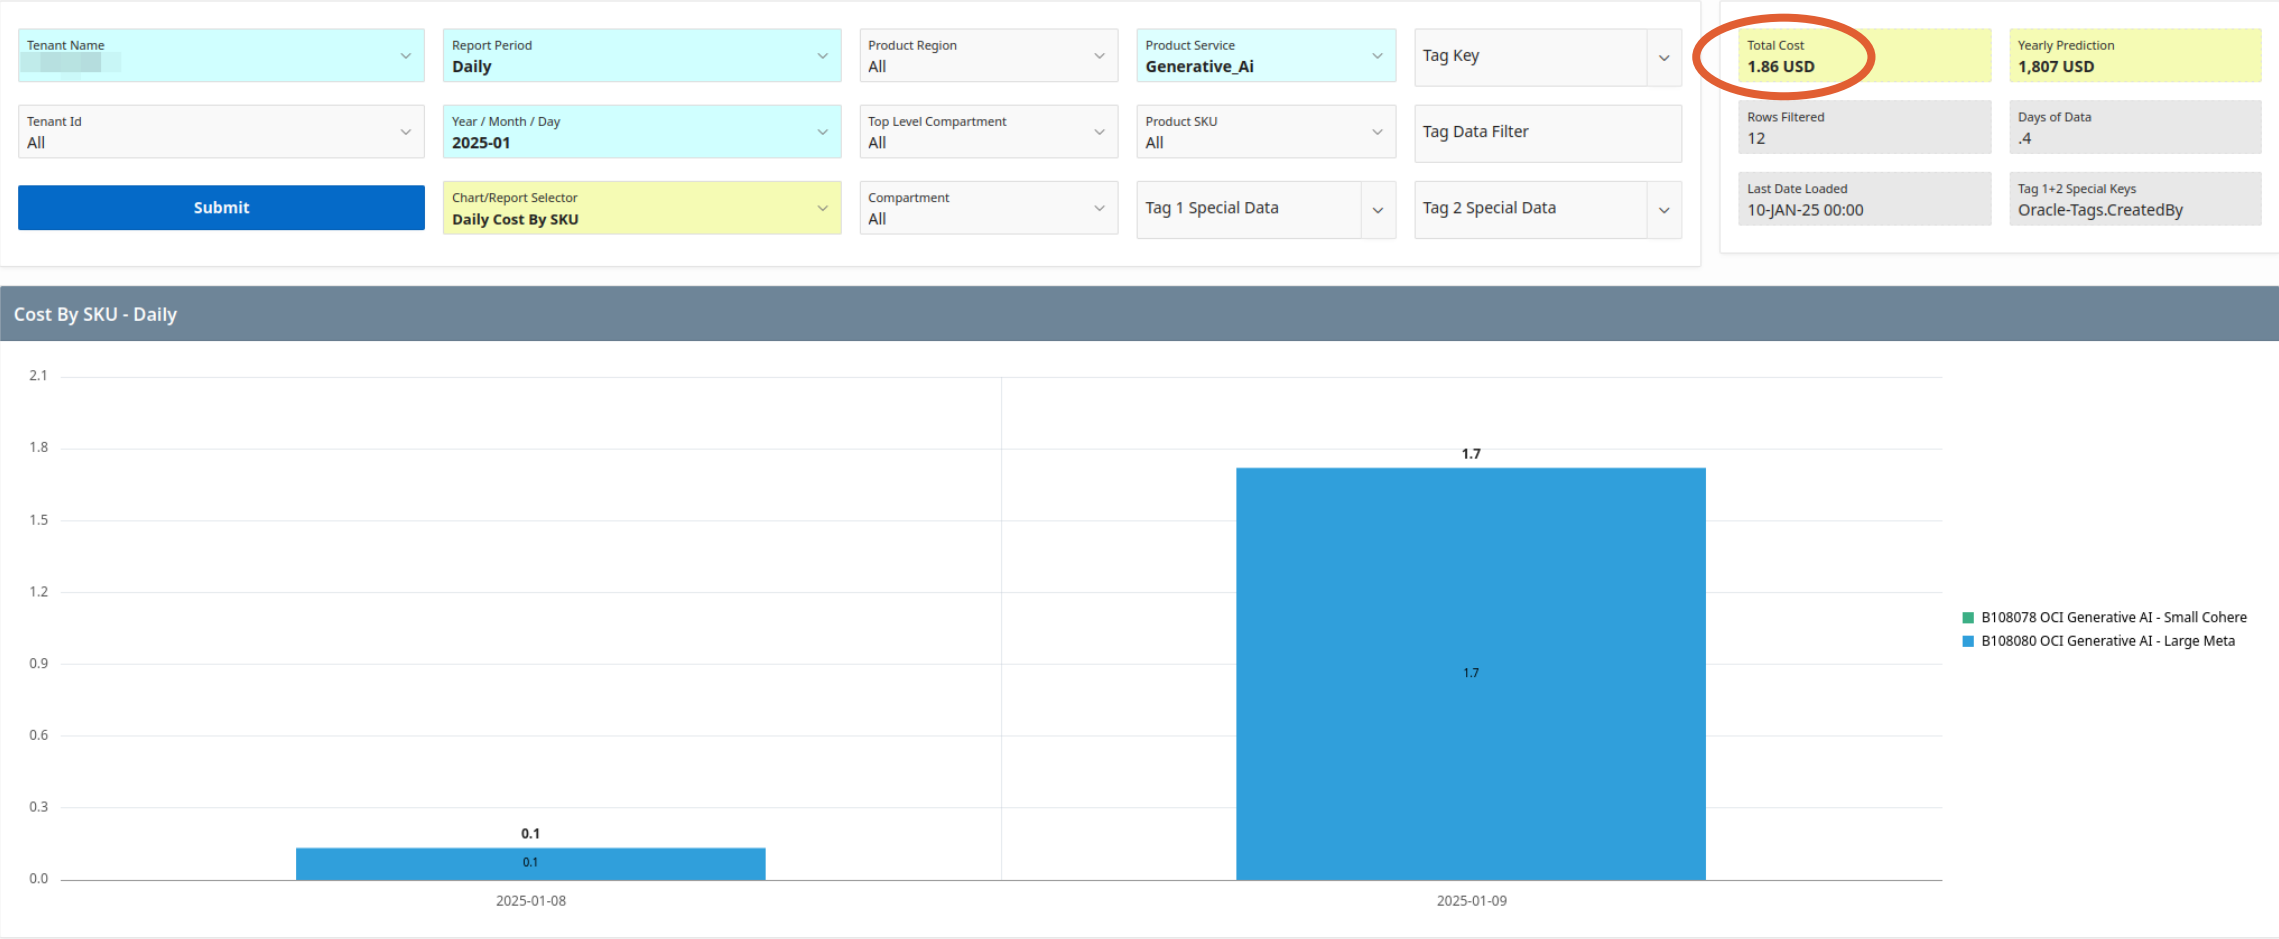 Tenant Name
Report Period
Daily
Product Region
All
Product Service
Generative_Ai
Tag Key
Total Cost
1.86 USD
Yearly Prediction
1,807 USD
Tenant Id
All
Year / Month / Day
2025-01
Top Level Compartment
All
Product SKU
All
Tag Data Filter
Rows Filtered
12
Days of Data
.4
Submit
Chart/Report Selector
Daily Cost By SKU
Compartment
All
Tag 1 Special Data
Tag 2 Special Data
Last Date Loaded
10-JAN-25 00:00
Tag 1+2 Special Keys
Oracle-Tags.CreatedBy
Cost By SKU - Daily
2.1
1.8
1.5
1.2
0.9
0.6
0.3
0.0
0.1
0.1
1.7
1.7
2025-01-08
2025-01-09
B108078 OCI Generative AI - Small Cohere
B108080 OCI Generative AI - Large Meta